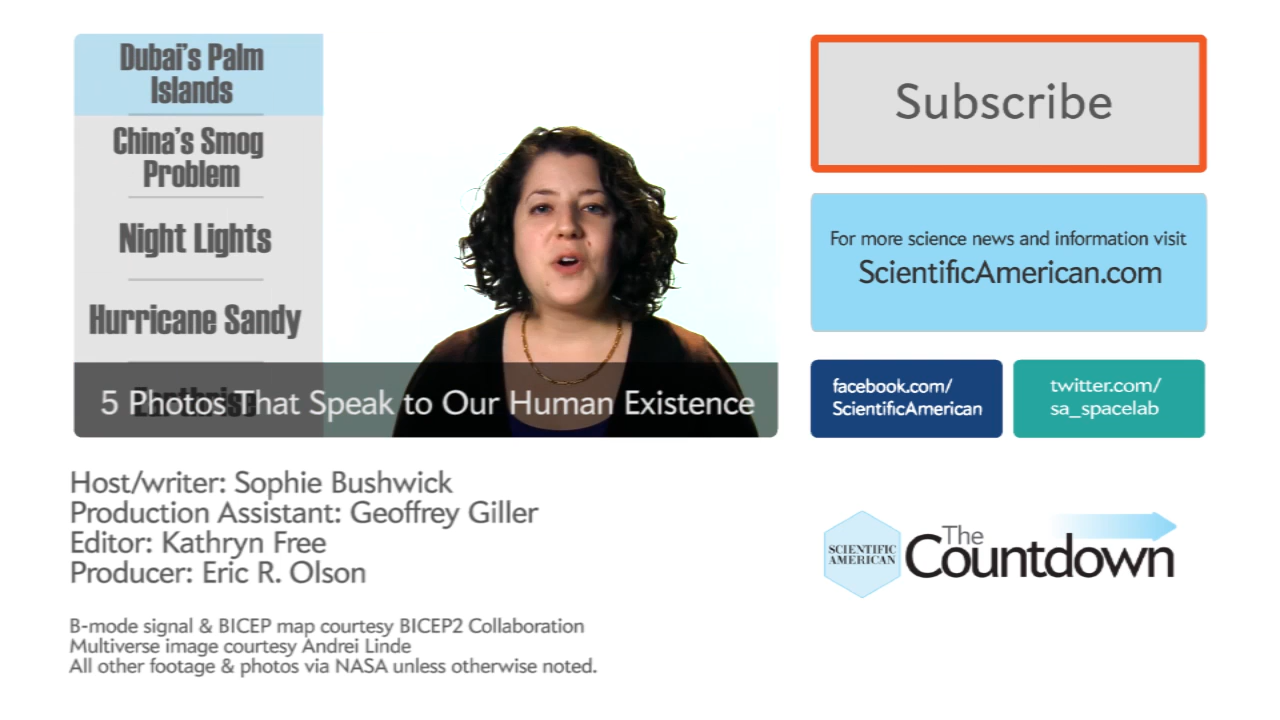 Dubai's Palm
Islands
China's Smog
Problem
Night Lights
Hurricane Sandy
5 Photos That Speak to Our Human Existence
Subscribe
For more science news and information visit
ScientificAmerican.com
facebook.com/
ScientificAmerican
twitter.com/
sa_spacelab
Host/writer: Sophie Bushwick
Production Assistant: Geoffrey Giller
Editor: Kathryn Free
Producer: Eric R. Olson
B-mode signal & BICEP map courtesy BICEP2 Collaboration
Multiverse image courtesy Andrei Linde
All other footage & photos via NASA unless otherwise noted.
SCIENTIFIC
AMERICAN
The
Countdown